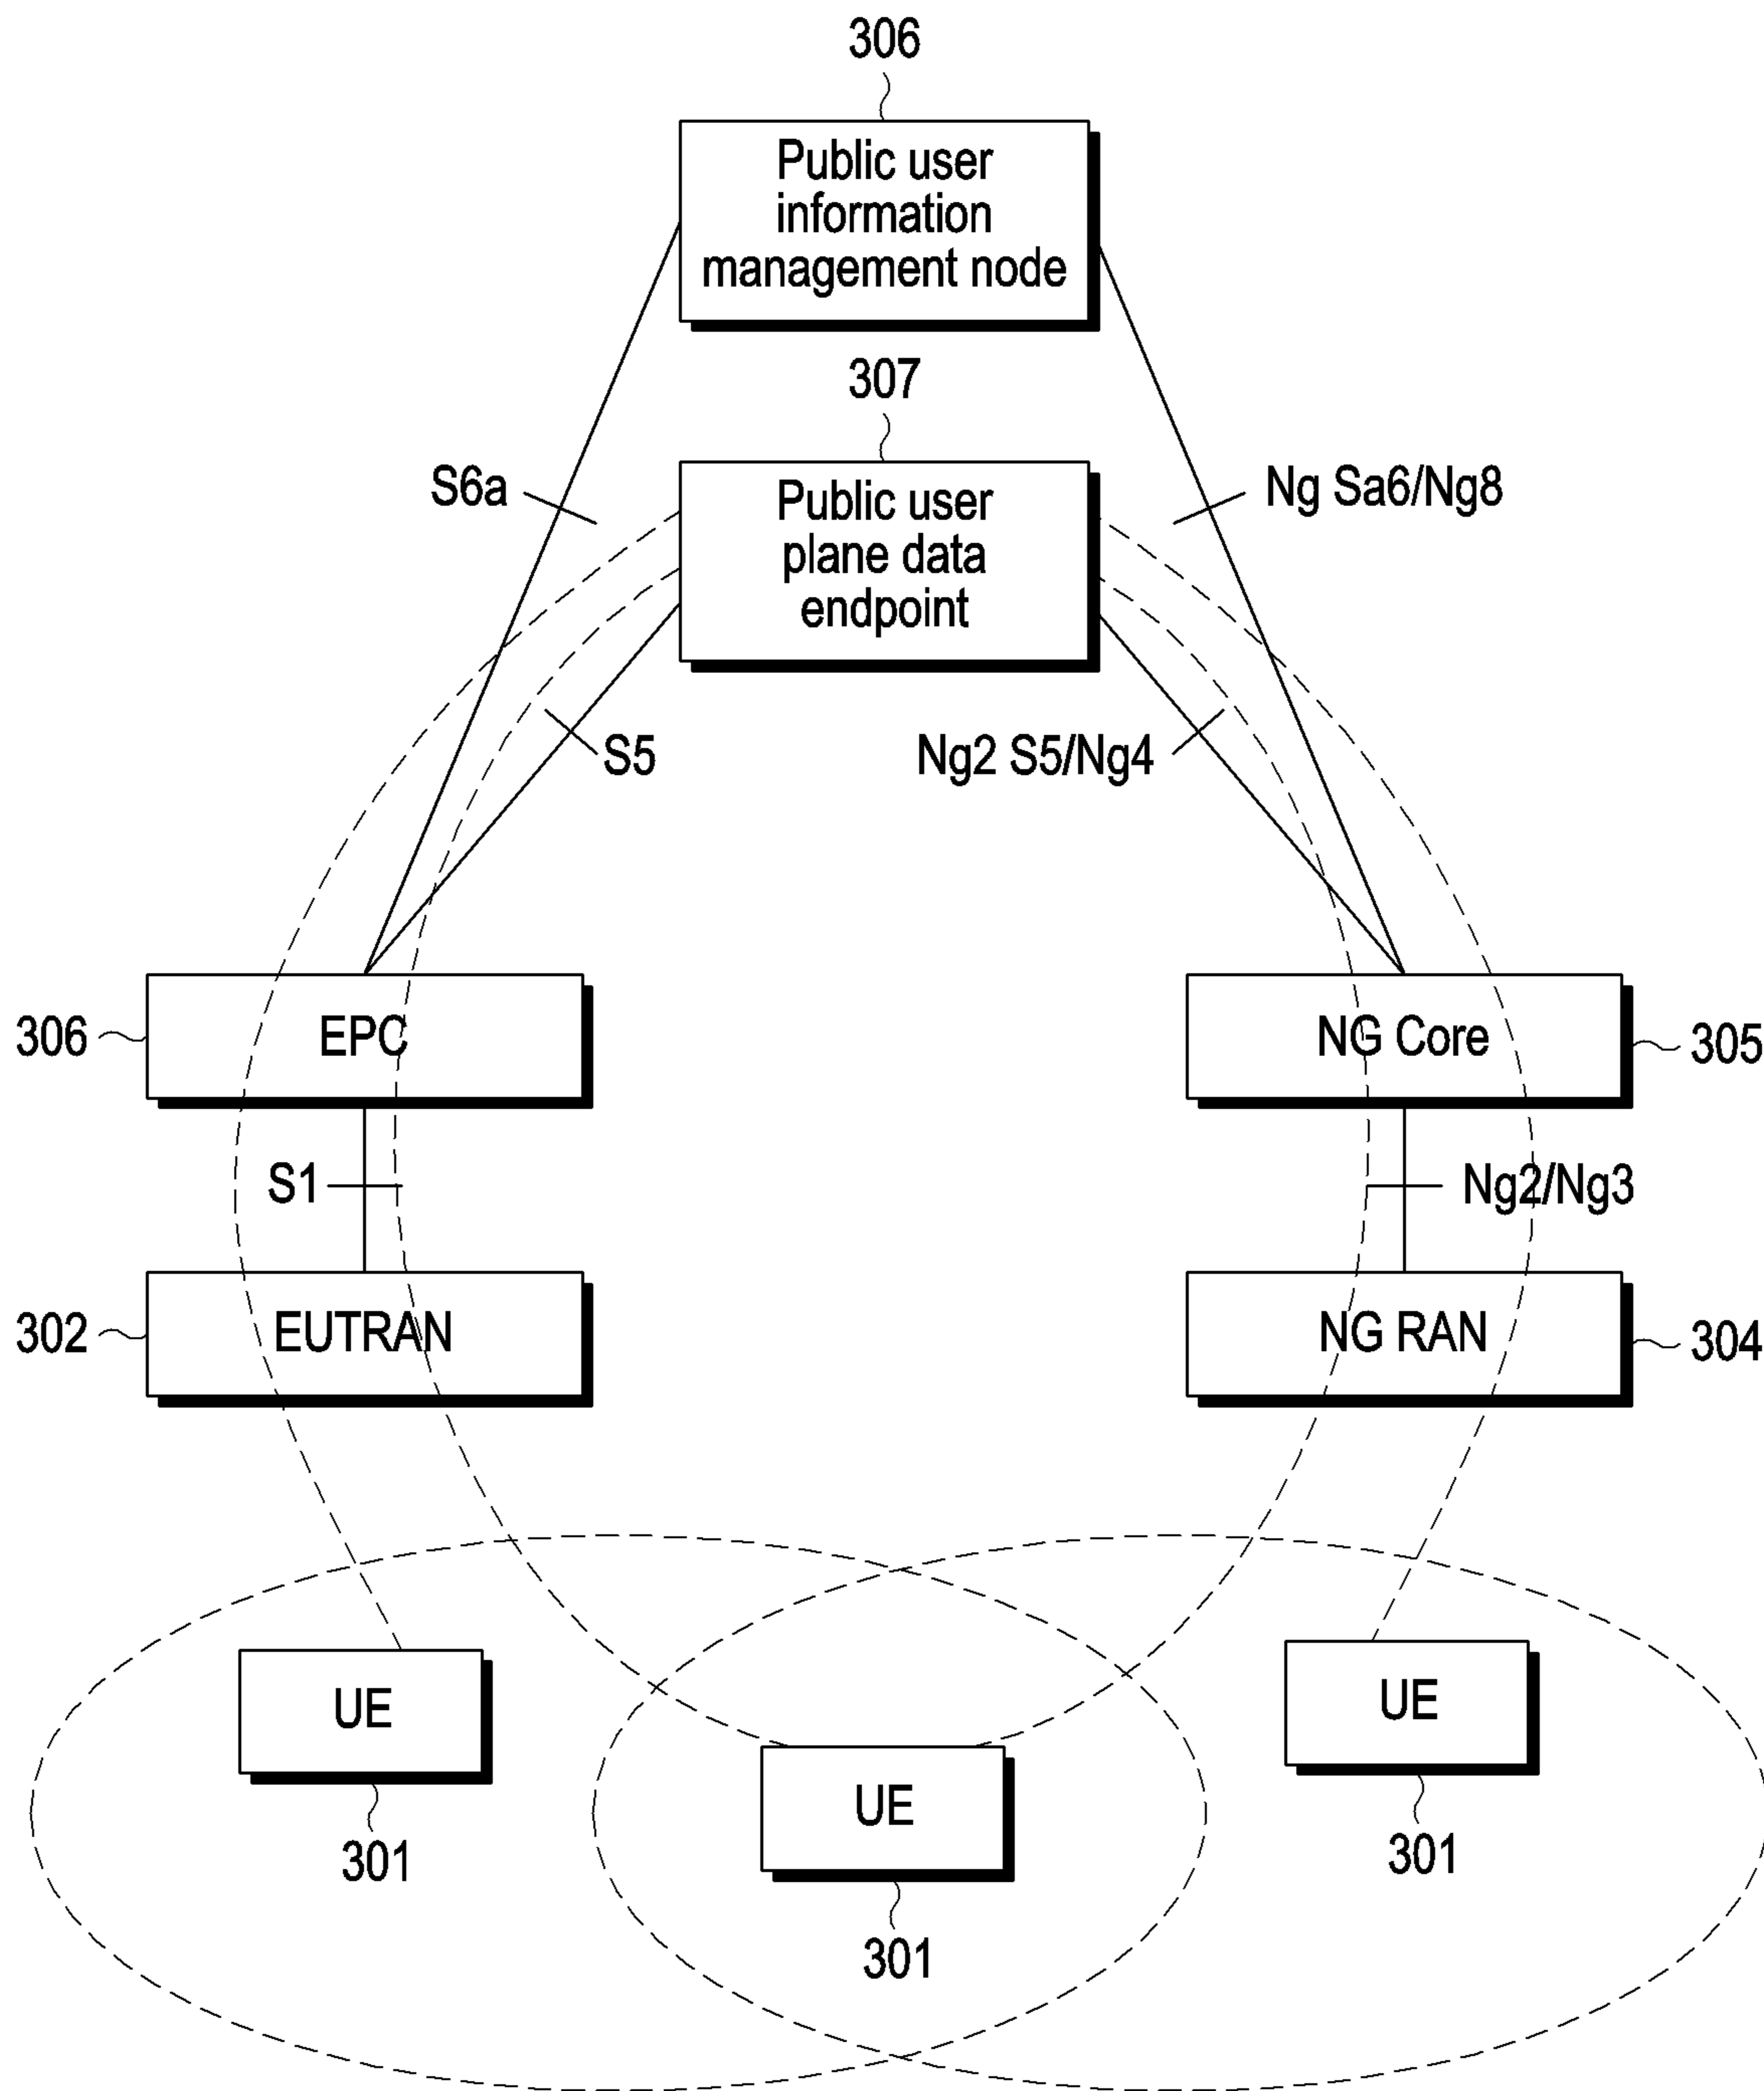 306
Public user
information
management node
307
S6a
Public user
plane data
endpoint
Ng Sa6/Ng8
S5
Ng2 S5/Ng4
306
EPC
NG Core
305
S1
Ng2/Ng3
302
EUTRAN
NG RAN
304
UE
UE
UE
301
301
301